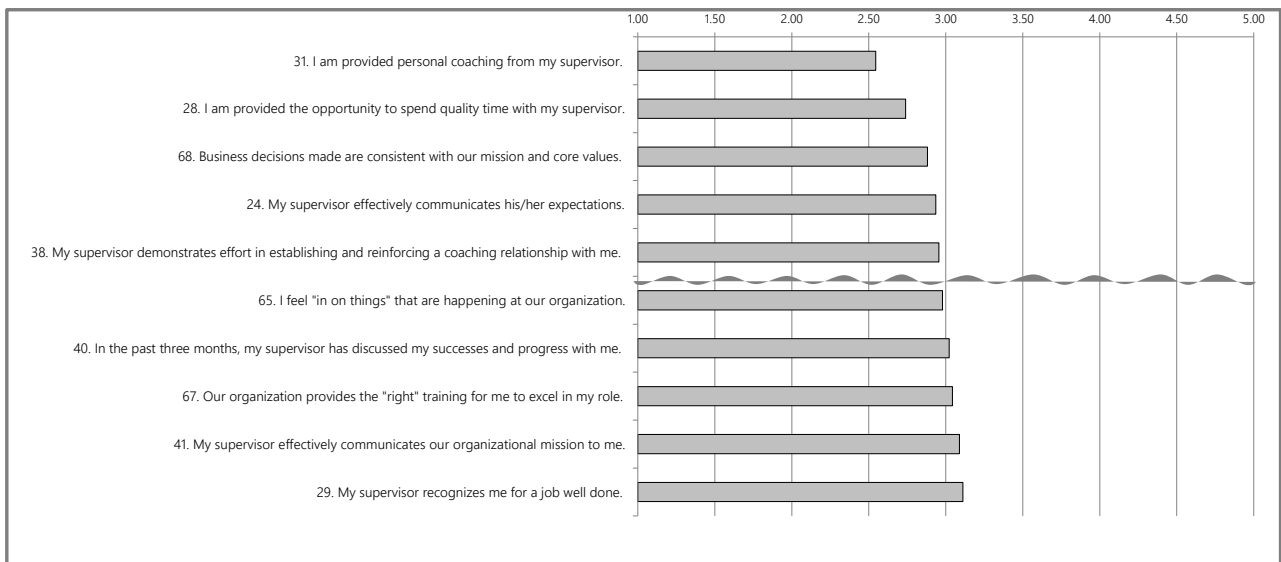 1.00 1.50 2.00 2.50 3.00 3.50 4.00 4.50 5.00
31. I am provided personal coaching from my supervisor.
28. I am provided the opportunity to spend quality time with my supervisor.
68. Business decisions made are consistent with our mission and core values.
24. My supervisor effectively communicates his/her expectations.
38. My supervisor demonstrates effort in establishing and reinforcing a coaching relationship with me.
65. I feel "in on things" that are happening at our organization.
40. In the past three months, my supervisor has discussed my successes and progress with me.
67. Our organization provides the "right" training for me to excel in my role.
41. My supervisor effectively communicates our organizational mission to me.
29. My supervisor recognizes me for a job well done.